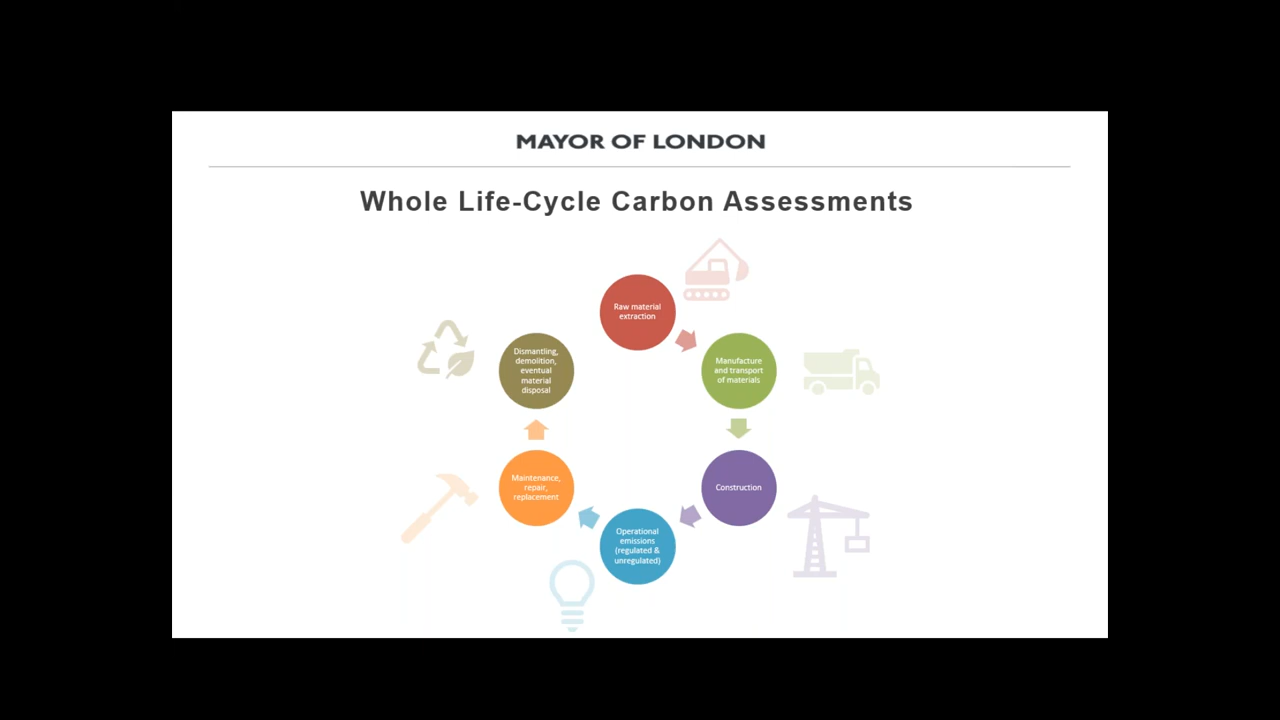 MAYOR OF LONDON
Whole Life-Cycle Carbon Assessments
Raw material
extraction
Manufacture
and transport
of materials
Construction
Operational
emissions
(regulated &
unregulated)
Maintenance,
repair,
replacement
Dismantling,
demolition,
eventual
material
disposal